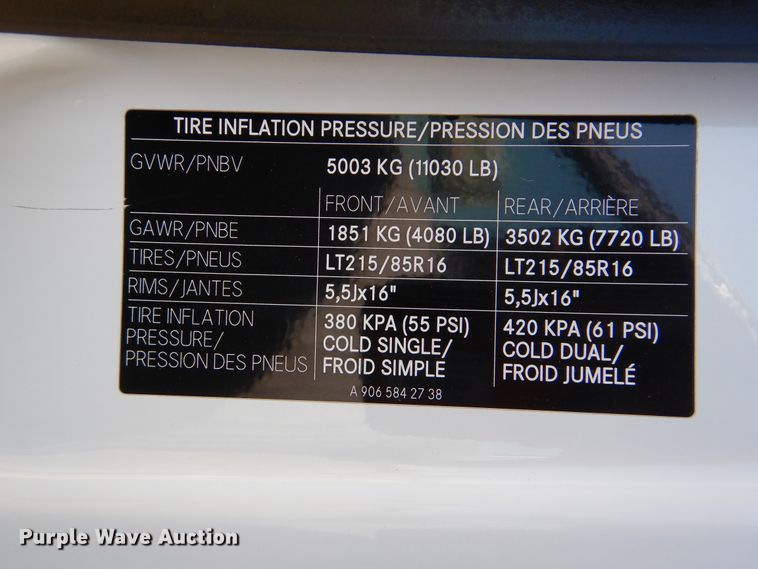 TIRE INFLATION PRESSURE/PRESSION DES PNEUS
GVWR/PNBV 5003 KG (11030 LB)
FRONT/AVANT REAR/ARRIÈRE
GAWR/PNBE 1851 KG (4080 LB) 3502 KG (7720 LB)
TIRES/PNEUS LT215/85R16 LT215/85R16
RIMS/JANTES 5,5Jx16" 5,5Jx16"
TIRE INFLATION 380 KPA (55 PSI) 420 KPA (61 PSI)
PRESSURE/ COLD SINGLE/ COLD DUAL/
PRESSION DES PNEUS FROID SIMPLE FROID JUMELÉ
A 906 584 27 38
Purple Wave Auction